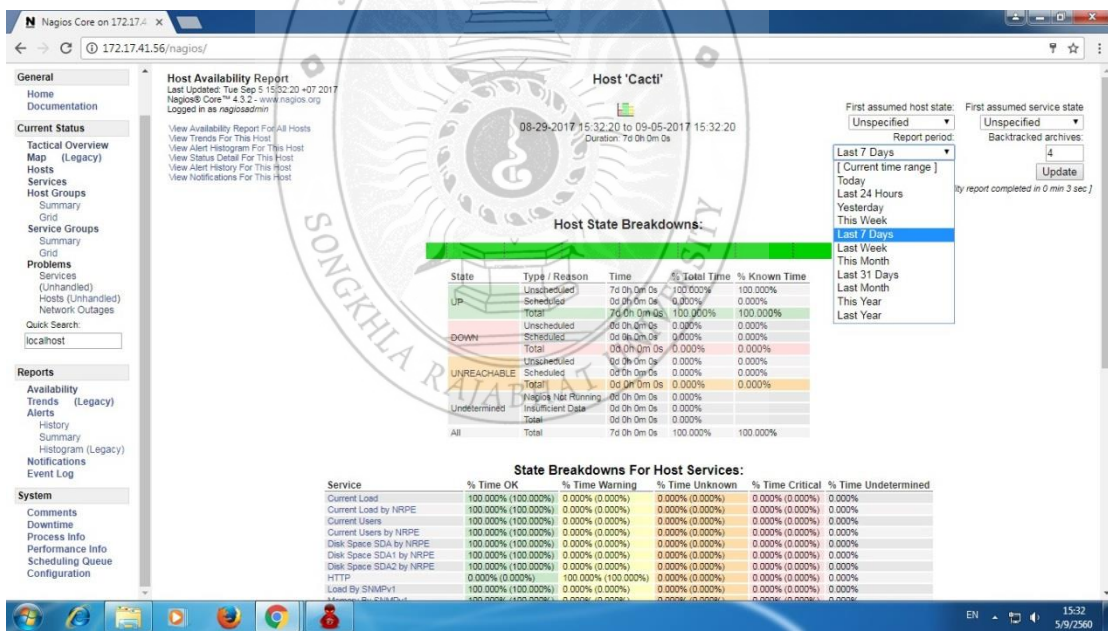 Nagios Core on 172.17.4
172.17.41.56/nagios/
General
Home
Documentation
Current Status
Tactical Overview
Map (Legacy)
Hosts
Services
Host Groups
Summary
Grid
Service Groups
Summary
Grid
Problems
Services
(Unhandled)
Hosts (Unhandled)
Network Outages
Quick Search:
localhost
Reports
Availability
Trends (Legacy)
Alerts
History
Summary
Histogram (Legacy)
Notifications
Event Log
System
Comments
Downtime
Process Info
Performance Info
Scheduling Queue
Configuration
Host Availability Report
Last Updated: Tue Sep 5 15:32:20 +07 2017
Nagios® Core™ 4.3.2 - www.nagios.org
Logged in as nagiosadmin
View Availability Report For All Hosts
View Trends For This Host
View Alert Histogram For This Host
View Status Detail For This Host
View Alert History For This Host
View Notifications For This Host
Host 'Cacti'
08-29-2017 15:32:20 to 09-05-2017 15:32:20
Duration: 7d 0h 0m 0s
First assumed host state: First assumed service state
Unspecified Unspecified
Report period: Backtracked archives:
Last 7 Days 4
Update
[ Current time range ]
Today
Last 24 Hours
Yesterday
This Week
Last 7 Days
Last Week
This Month
Last 31 Days
Last Month
This Year
Last Year
report completed in 0 min 3 sec ]
SONGKHLA RAJABHAT UNIVERSITY
Host State Breakdowns:
State Type / Reason Time % Total Time % Known Time
UP Unscheduled 7d 0h 0m 0s 100.000% 100.000%
Scheduled 0d 0h 0m 0s 0.000% 0.000%
Total 7d 0h 0m 0s 100.000% 100.000%
DOWN Unscheduled 0d 0h 0m 0s 0.000% 0.000%
Scheduled 0d 0h 0m 0s 0.000% 0.000%
Total 0d 0h 0m 0s 0.000% 0.000%
UNREACHABLE Unscheduled 0d 0h 0m 0s 0.000% 0.000%
Scheduled 0d 0h 0m 0s 0.000% 0.000%
Total 0d 0h 0m 0s 0.000% 0.000%
Undetermined Nagios Not Running 0d 0h 0m 0s 0.000%
Insufficient Data 0d 0h 0m 0s 0.000%
Total 0d 0h 0m 0s 0.000%
All Total 7d 0h 0m 0s 100.000% 100.000%
State Breakdowns For Host Services:
Service % Time OK % Time Warning % Time Unknown % Time Critical % Time Undetermined
Current Load 100.000% (100.000%) 0.000% (0.000%) 0.000% (0.000%) 0.000% (0.000%) 0.000%
Current Load by NRPE 100.000% (100.000%) 0.000% (0.000%) 0.000% (0.000%) 0.000% (0.000%) 0.000%
Current Users 100.000% (100.000%) 0.000% (0.000%) 0.000% (0.000%) 0.000% (0.000%) 0.000%
Current Users by NRPE 100.000% (100.000%) 0.000% (0.000%) 0.000% (0.000%) 0.000% (0.000%) 0.000%
Disk Space SDA by NRPE 100.000% (100.000%) 0.000% (0.000%) 0.000% (0.000%) 0.000% (0.000%) 0.000%
Disk Space SDA1 by NRPE 100.000% (100.000%) 0.000% (0.000%) 0.000% (0.000%) 0.000% (0.000%) 0.000%
Disk Space SDA2 by NRPE 100.000% (100.000%) 0.000% (0.000%) 0.000% (0.000%) 0.000% (0.000%) 0.000%
HTTP 0.000% (0.000%) 100.000% (100.000%) 0.000% (0.000%) 0.000% (0.000%) 0.000%
Load By SNMPv1 100.000% (100.000%) 0.000% (0.000%) 0.000% (0.000%) 0.000% (0.000%) 0.000%
EN
15:32
5/9/2560